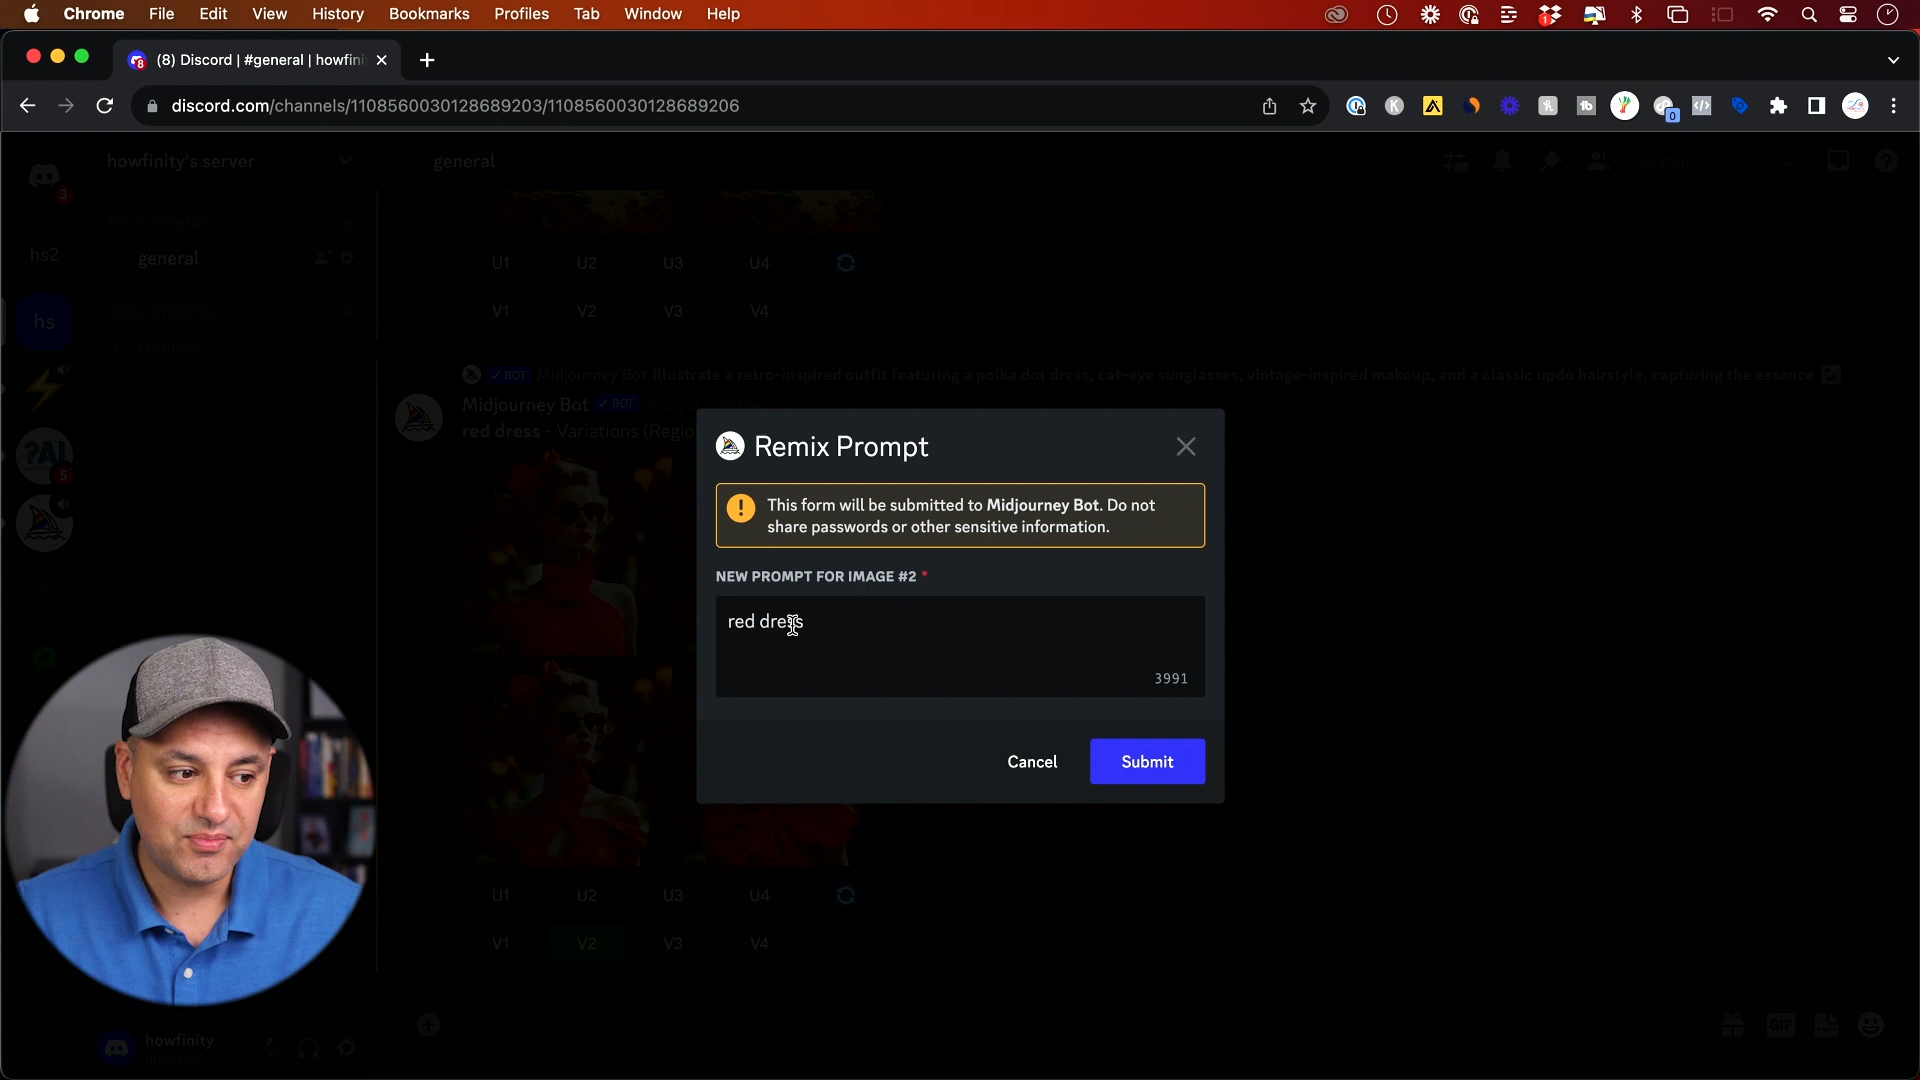 Chrome File Edit View History Bookmarks Profiles Tab Window Help
(8) Discord | #general | howfini
discord.com/channels/1108560030128689203/1108560030128689206
howfinity's server
general
3
hs2
general
U1 U2 U3 U4
V1 V2 V3 V4
hs
BOT Midjourney Bot Illustrate a retro-inspired outfit featuring a polka dot dress, cat-eye sunglasses, vintage-inspired makeup, and a classic updo hairstyle, capturing the essence
Midjourney Bot BOT
red dress - Variations (Regio
?AI
5
Remix Prompt
This form will be submitted to Midjourney Bot. Do not
share passwords or other sensitive information.
NEW PROMPT FOR IMAGE #2 *
red dress
3991
Cancel Submit
U1 U2 U3 U4
V1 V2 V3 V4
howfinity
howfinity
GIF